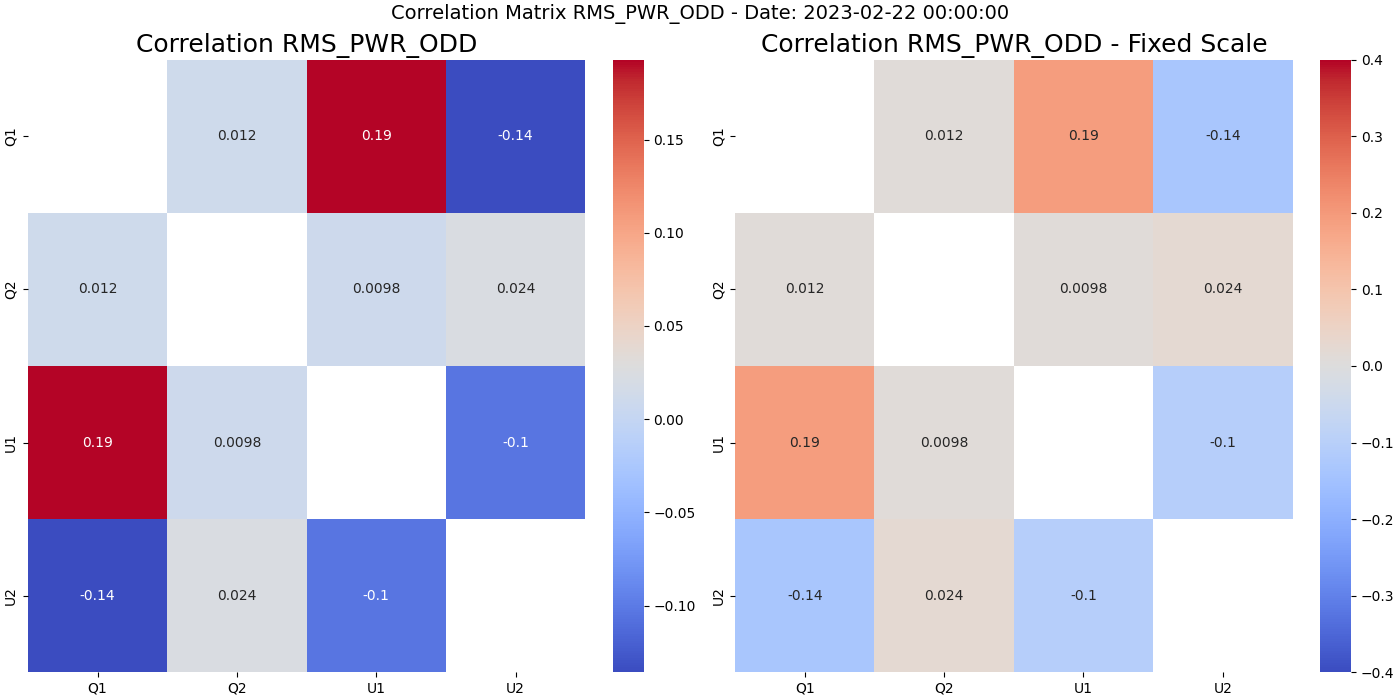 Correlation Matrix RMS_PWR_ODD - Date: 2023-02-22 00:00:00
Correlation RMS_PWR_ODD
Q1
0.012
0.19
-0.14
Q2
0.012
0.0098
0.024
U1
0.19
0.0098
-0.1
U2
-0.14
0.024
-0.1
Q1
Q2
U1
U2
0.15
0.10
0.05
0.00
−0.05
−0.10
Correlation RMS_PWR_ODD - Fixed Scale
Q1
0.012
0.19
-0.14
Q2
0.012
0.0098
0.024
U1
0.19
0.0098
-0.1
U2
-0.14
0.024
-0.1
Q1
Q2
U1
U2
0.4
0.3
0.2
0.1
0.0
−0.1
−0.2
−0.3
−0.4